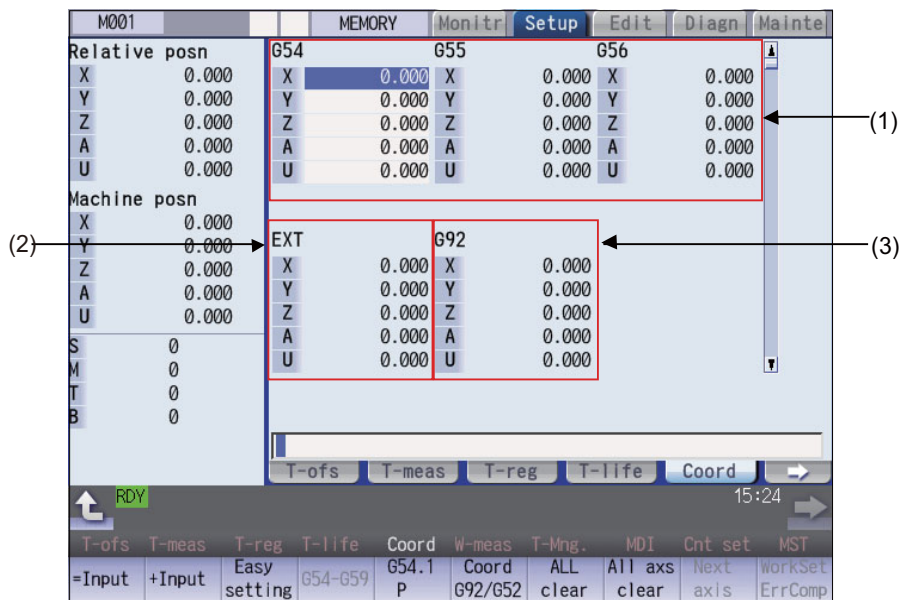 M001 MEMORY Monitr Setup Edit Diagn Mainte
Relative posn
X 0.000
Y 0.000
Z 0.000
A 0.000
U 0.000
Machine posn
X 0.000
Y 0.000
Z 0.000
A 0.000
U 0.000
S 0
M 0
T 0
B 0
G54 G55 G56
X 0.000 X 0.000 X 0.000
Y 0.000 Y 0.000 Y 0.000
Z 0.000 Z 0.000 Z 0.000
A 0.000 A 0.000 A 0.000
U 0.000 U 0.000 U 0.000
(1)
(2)
EXT G92
X 0.000 X 0.000
Y 0.000 Y 0.000
Z 0.000 Z 0.000
A 0.000 A 0.000
U 0.000 U 0.000
(3)
T-ofs T-meas T-reg T-life Coord
RDY 15:24
T-ofs T-meas T-reg T-life Coord W-meas T-Mng. MDI Cnt set MST
=Input +Input Easy G54-G59 G54.1 Coord ALL All axs Next WorkSet
setting P G92/G52 clear clear axis ErrComp